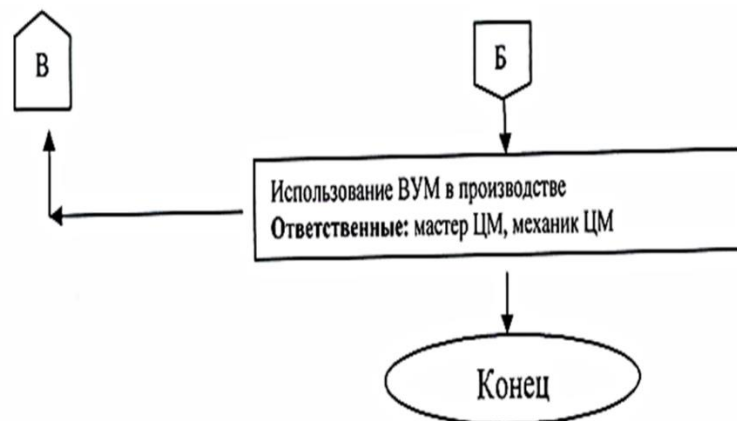 В
Б
Использование ВУМ в производстве
Ответственные: мастер ЦМ, механик ЦМ
Конец